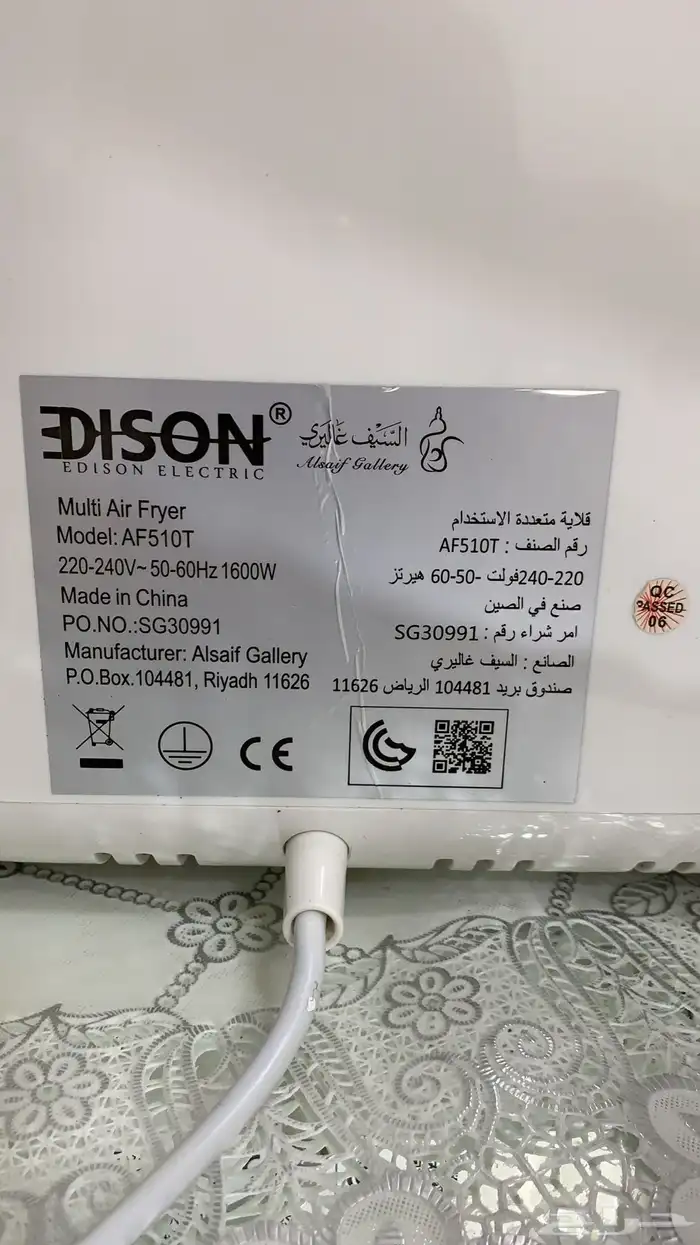 EDISON®
EDISON ELECTRIC
السيف غاليري
Alsaif Gallery
Multi Air Fryer
Model: AF510T
220-240V~ 50-60Hz 1600W
Made in China
PO.NO.:SG30991
Manufacturer: Alsaif Gallery
P.O.Box.104481, Riyadh 11626
قلاية متعددة الاستخدام
رقم الصنف : AF510T
220-240فولت -50-60 هيرتز
صنع في الصين
امر شراء رقم : SG30991
الصانع : السيف غاليري
صندوق بريد 104481 الرياض 11626
CE
QC
PASSED
06
حراج